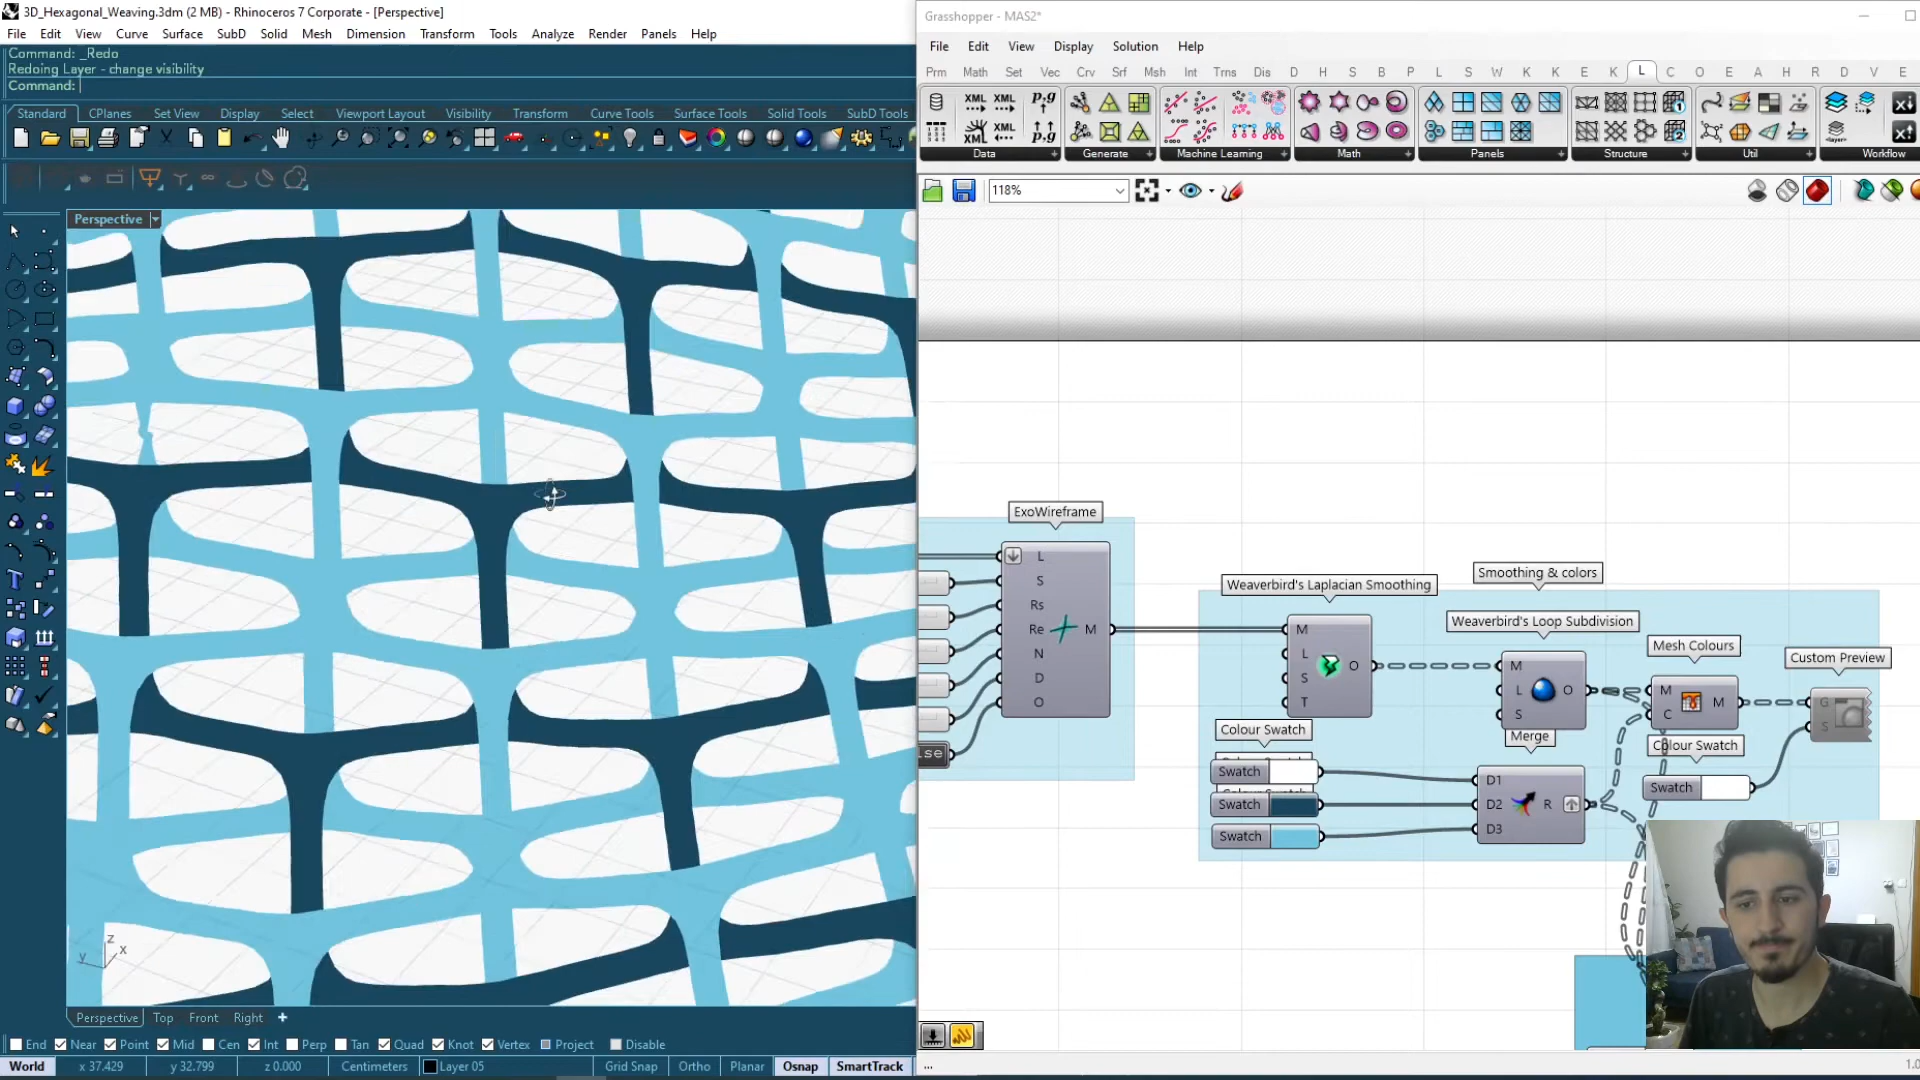 3D_Hexagonal_Weaving.3dm (2 MB) - Rhinoceros 7 Corporate - [Perspective]
File Edit View Curve Surface SubD Solid Mesh Dimension Transform Tools Analyze Render Panels Help
Command: _Redo
Redoing Layer - change visibility
Command:
Standard CPlanes Set View Display Select Viewport Layout Visibility Transform Curve Tools Surface Tools Solid Tools SubD Tools
Perspective
z
y x
Perspective Top Front Right
End Near Point Mid Cen Int Perp Tan Quad Knot Vertex Project Disable
World x 37.429 y 32.799 z 0.000 Centimeters Layer 05 Grid Snap Ortho Planar Osnap SmartTrack
Grasshopper - MAS2*
File Edit View Display Solution Help
Prm Math Set Vec Crv Srf Msh Int Trns Dis D H S B P L S W K K E K L C O E A H R D V E
XML XML p,g
XML XML p,g
Data Generate Machine Learning Math Panels Structure Util Workflow
118%
ExoWireframe
L
S
Rs
Re M
N
D
O
lse
Weaverbird's Laplacian Smoothing
M
L
S O
T
Smoothing & colors
Weaverbird's Loop Subdivision
M
L O
S
Mesh Colours
M M
C
Custom Preview
G
S
Colour Swatch
Swatch
Swatch
Swatch
Merge
D1
D2 R
D3
Colour Swatch
Swatch
...
1.0